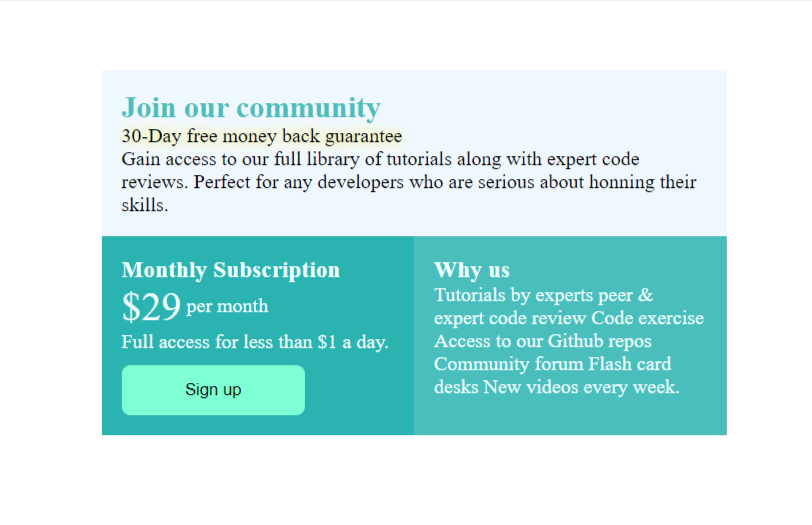 Join our community
30-Day free money back guarantee
Gain access to our full library of tutorials along with expert code
reviews. Perfect for any developers who are serious about honning their
skills.
Monthly Subscription
$29 per month
Full access for less than $1 a day.
Sign up
Why us
Tutorials by experts peer &
expert code review Code exercise
Access to our Github repos
Community forum Flash card
desks New videos every week.